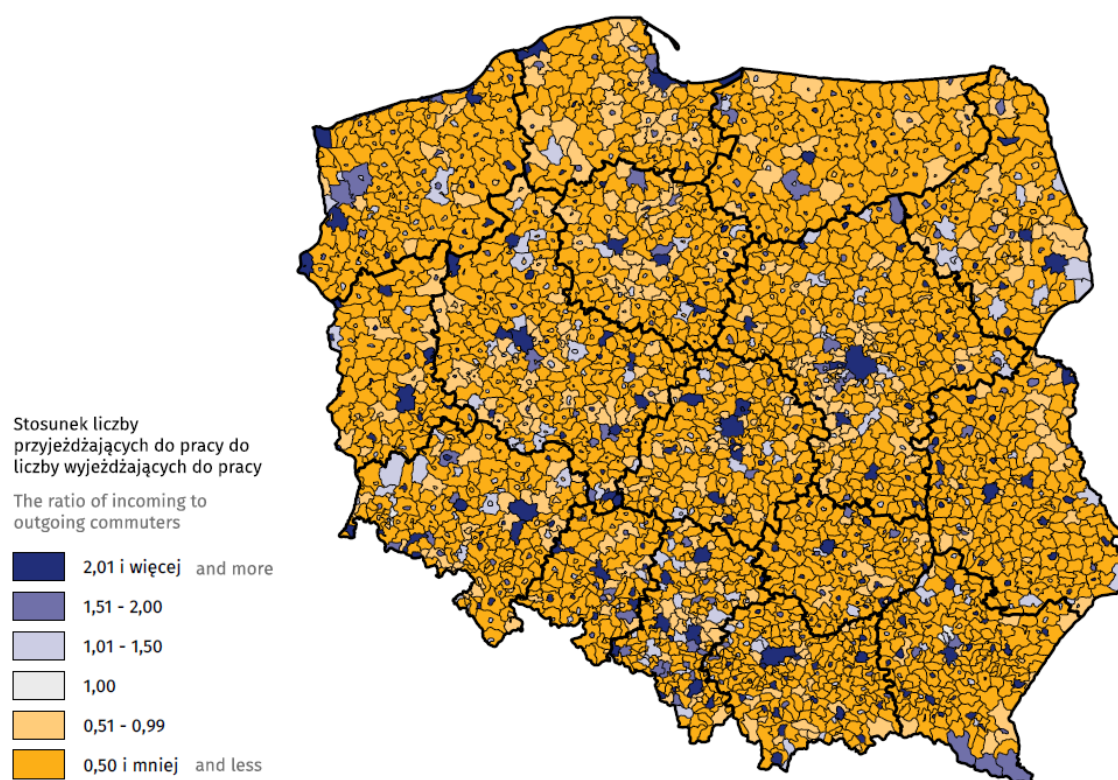 Stosunek liczby
przyjeżdżających do pracy do
liczby wyjeżdżających do pracy
The ratio of incoming to
outgoing commuters
2,01 i więcej and more
1,51 - 2,00
1,01 - 1,50
1,00
0,51 - 0,99
0,50 i mniej and less